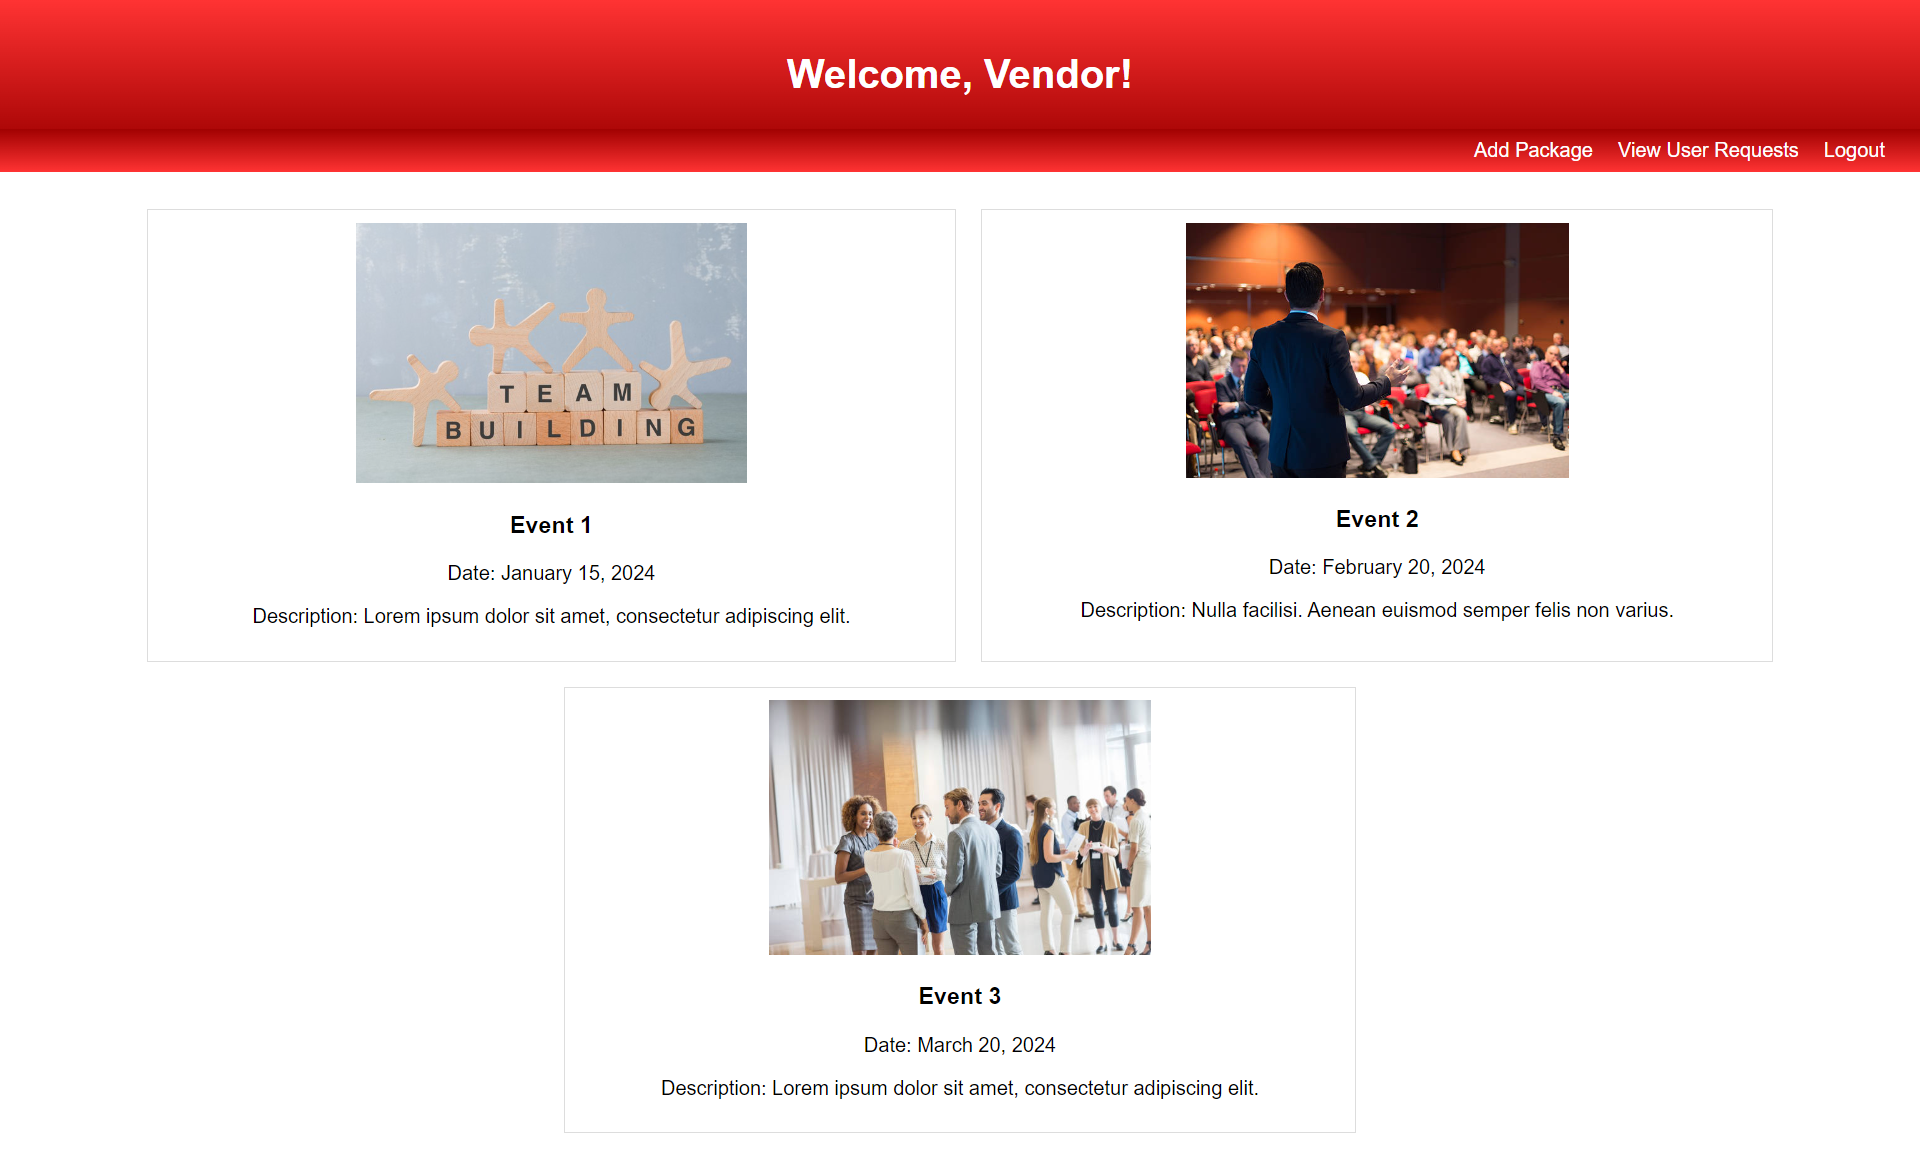 Welcome, Vendor!
Add Package View User Requests Logout
TEAM
BUILDING
Event 1
Date: January 15, 2024
Description: Lorem ipsum dolor sit amet, consectetur adipiscing elit.
Event 2
Date: February 20, 2024
Description: Nulla facilisi. Aenean euismod semper felis non varius.
Event 3
Date: March 20, 2024
Description: Lorem ipsum dolor sit amet, consectetur adipiscing elit.